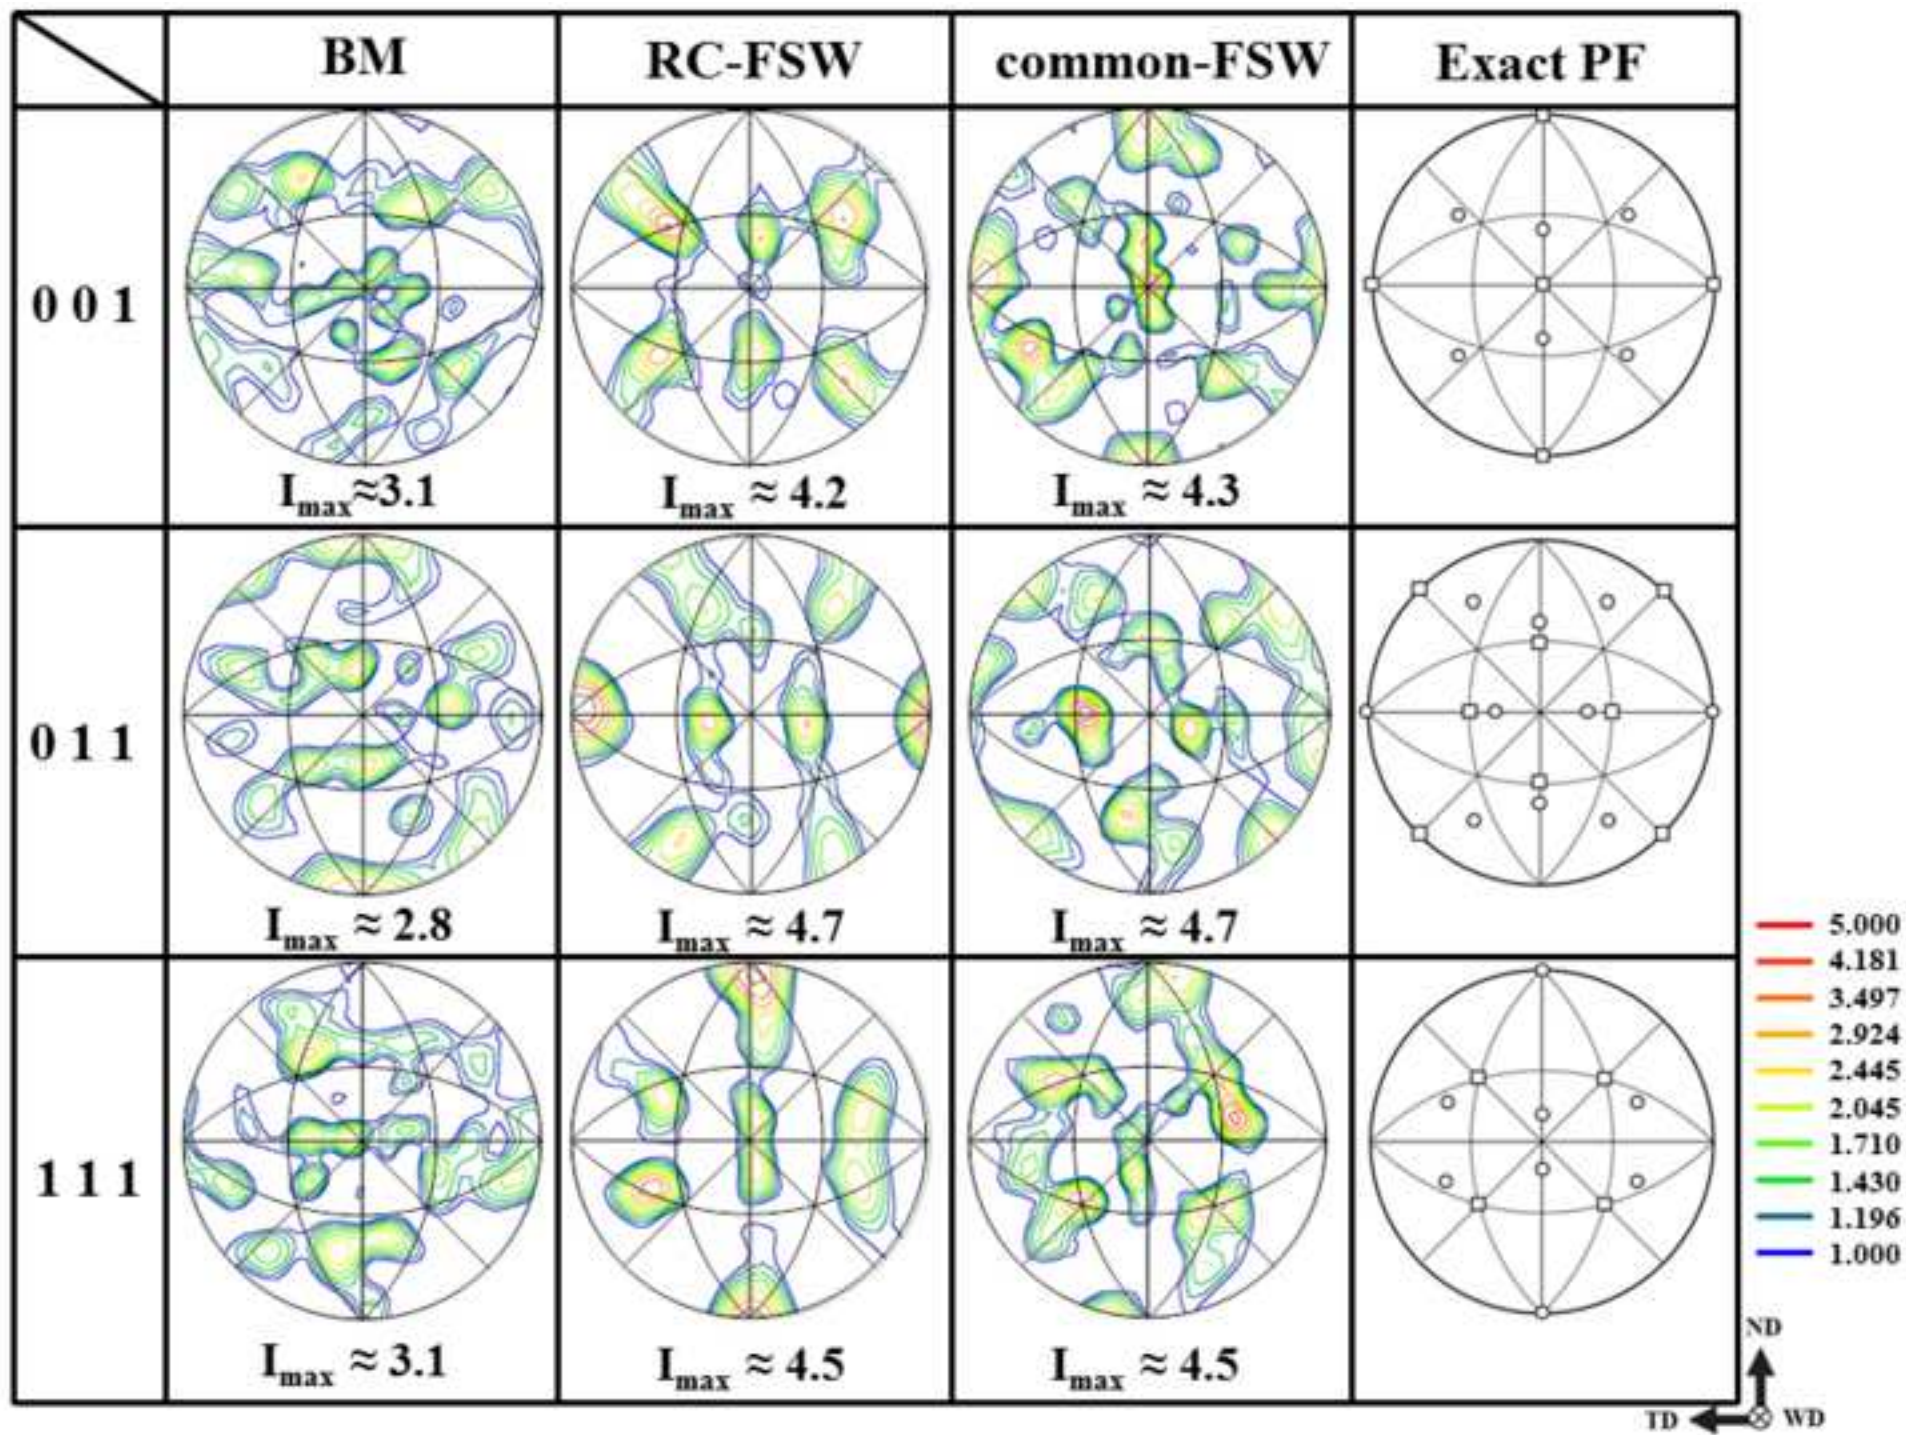 BM RC-FSW common-FSW Exact PF
0 0 1
Imax≈3.1 Imax ≈ 4.2 Imax ≈ 4.3
0 1 1
Imax ≈ 2.8 Imax ≈ 4.7 Imax ≈ 4.7
1 1 1
Imax ≈ 3.1 Imax ≈ 4.5 Imax ≈ 4.5
5.000
4.181
3.497
2.924
2.445
2.045
1.710
1.430
1.196
1.000
ND
TD WD